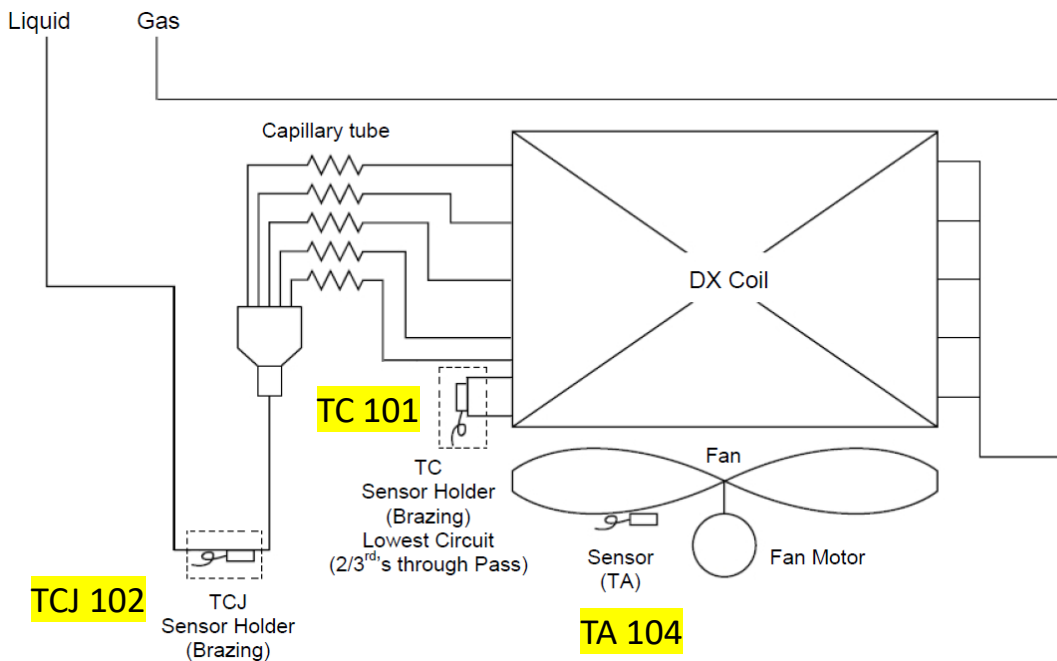 Liquid
Gas
Capillary tube
DX Coil
TC 101
TC
Sensor Holder
(Brazing)
Lowest Circuit
(2/3rd's through Pass)
Fan
Sensor
(TA)
Fan Motor
TCJ 102
TCJ
Sensor Holder
(Brazing)
TA 104